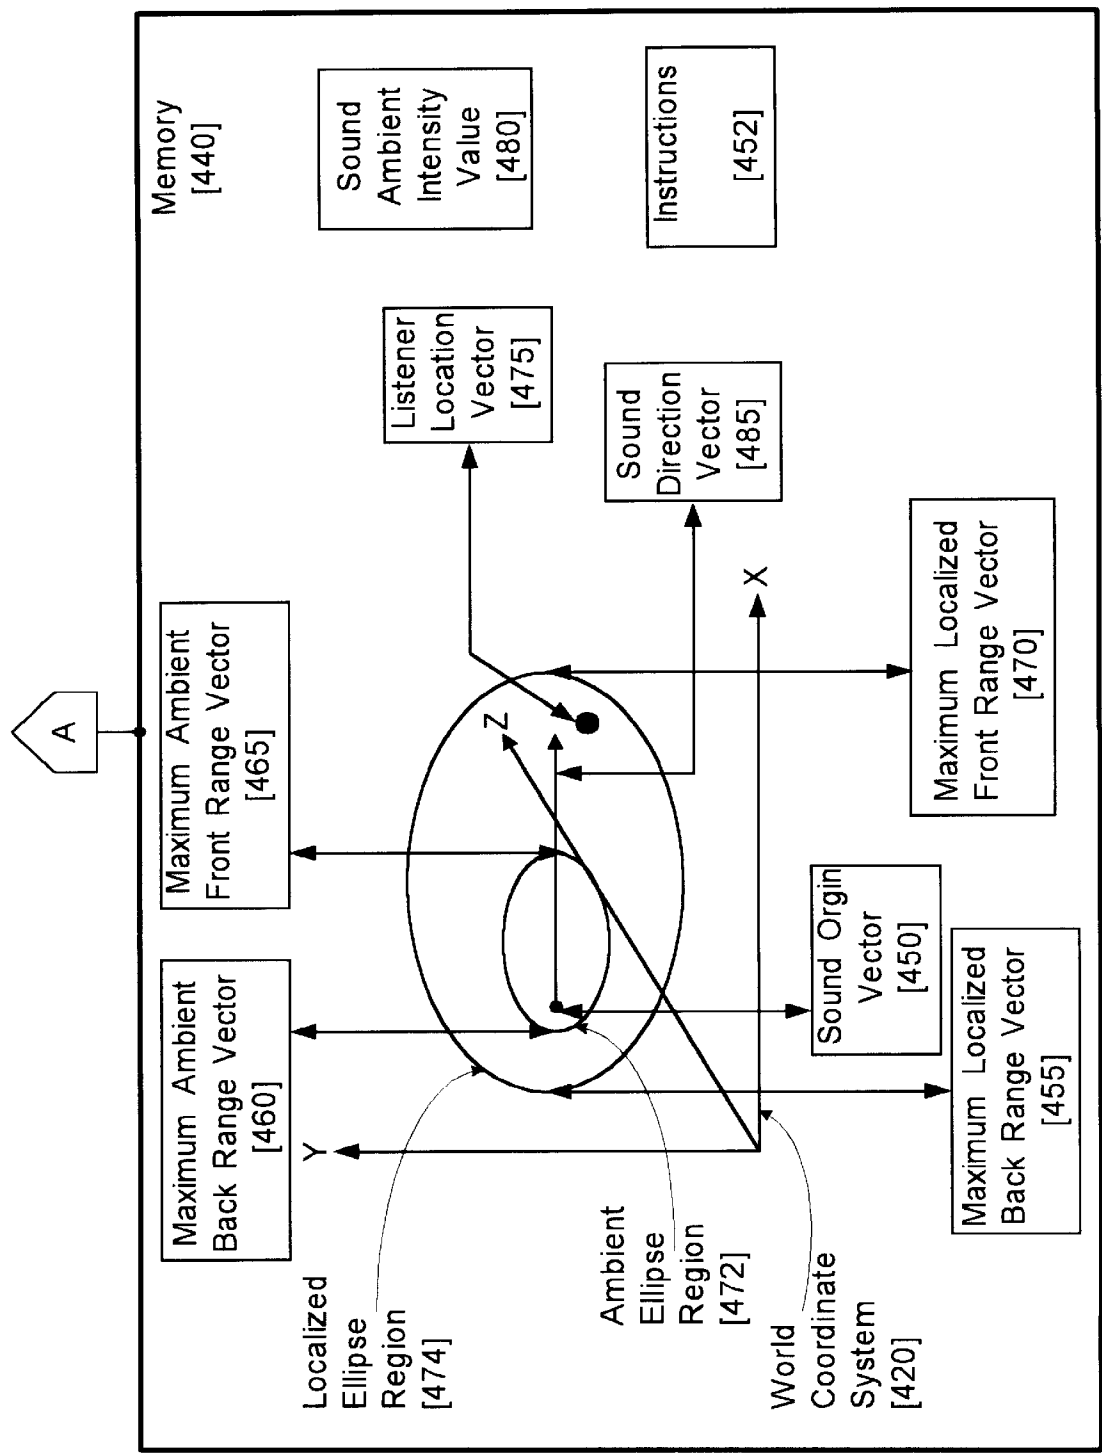 A
Memory
[440]
Maximum Ambient
Back Range Vector
[460]
Maximum Ambient
Front Range Vector
[465]
Sound
Ambient
Intensity
Value
[480]
Listener
Location
Vector
[475]
Localized
Ellipse
Region
[474]
Y
Z
X
Sound
Direction
Vector
[485]
Instructions
[452]
Ambient
Ellipse
Region
[472]
World
Coordinate
System
[420]
Sound Orgin
Vector
[450]
Maximum Localized
Front Range Vector
[470]
Maximum Localized
Back Range Vector
[455]